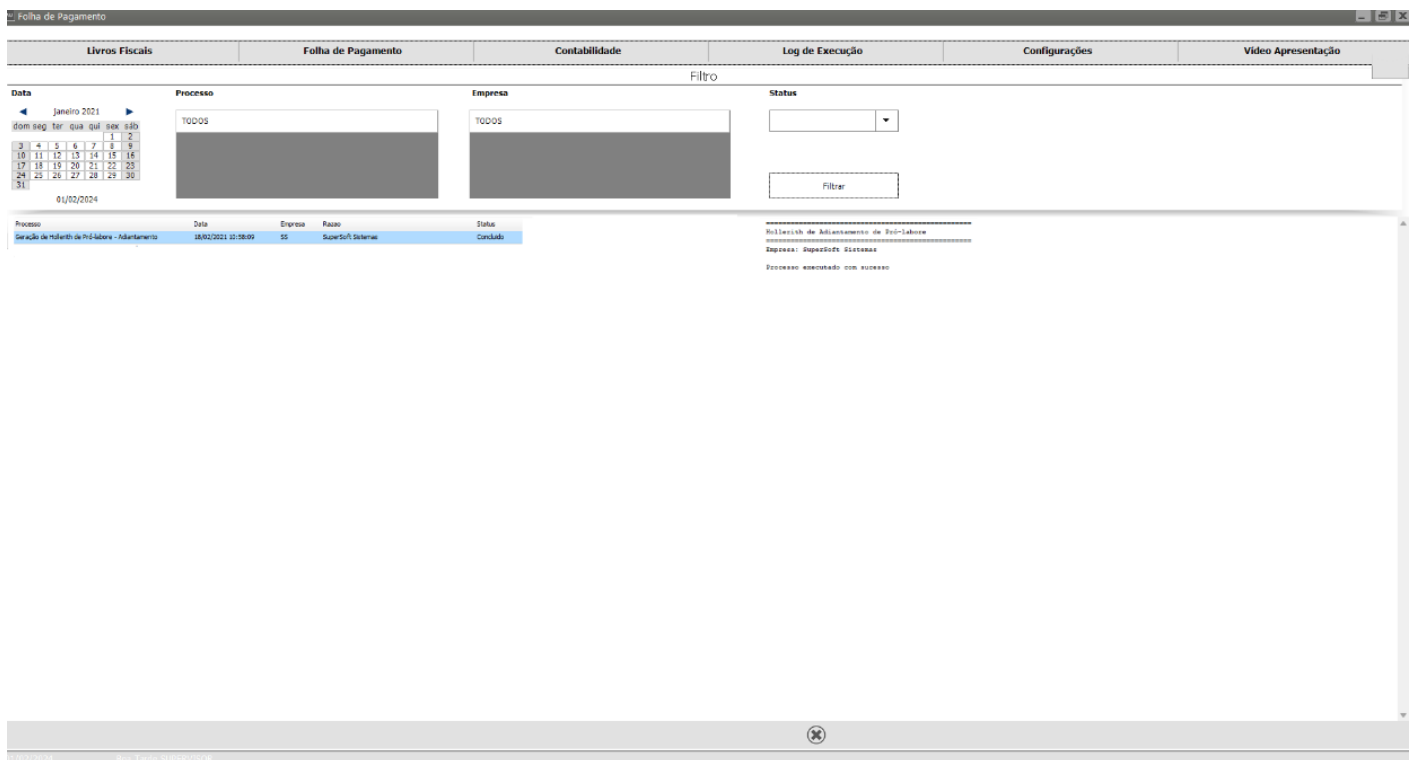 Folha de Pagamento
Livros Fiscais Folha de Pagamento Contabilidade Log de Execução Configurações Vídeo Apresentação
Filtro
Data Processo Empresa Status
Janeiro 2021
dom seg ter qua qui sex sáb
1 2
3 4 5 6 7 8 9
10 11 12 13 14 15 16
17 18 19 20 21 22 23
24 25 26 27 28 29 30
31
01/02/2024
TODOS
TODOS
Filtrar
Processo Data Empresa Razao Status
Geração de Hollerith de Pró-labore - Adiantamento 18/02/2021 10:58:09 SS SuperSoft Sistemas Concluído
Hollerith de Adiantamento de Pró-labore
Empresa: SuperSoft Sistemas
Processo executado com sucesso